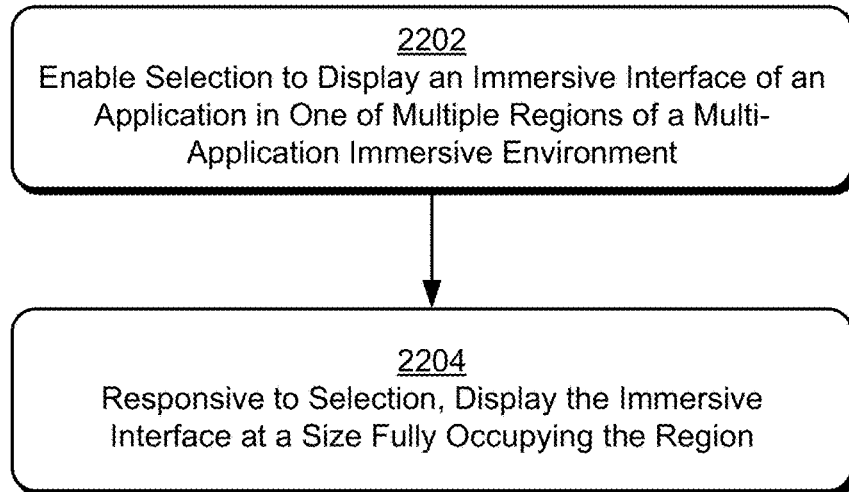 2202
Enable Selection to Display an Immersive Interface of an
Application in One of Multiple Regions of a Multi-
Application Immersive Environment
2204
Responsive to Selection, Display the Immersive
Interface at a Size Fully Occupying the Region